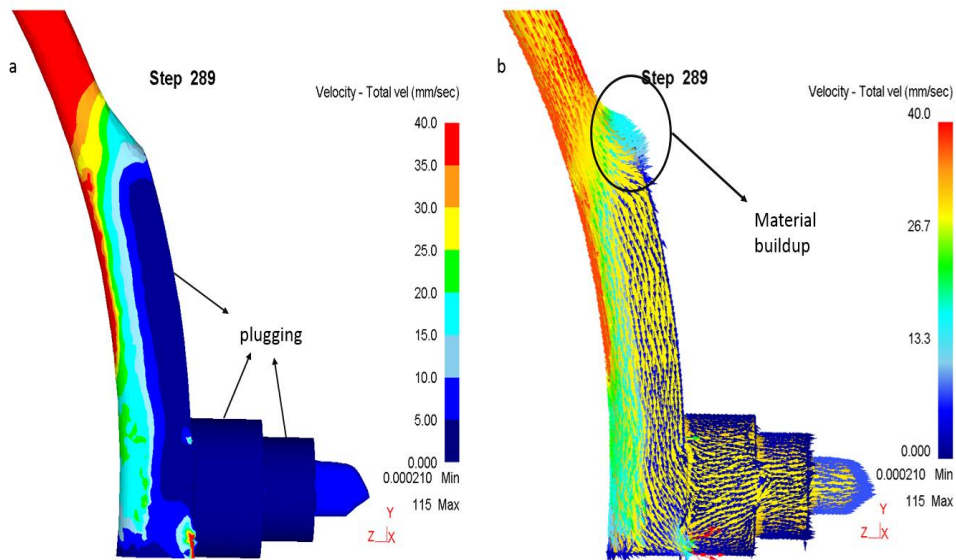 a
Step 289
Velocity - Total vel (mm/sec)
40.0
35.0
30.0
25.0
20.0
15.0
10.0
5.00
0.000
0.000210 Min
115 Max
plugging
Y
Z X
b
Step 289
Velocity - Total vel (mm/sec)
40.0
26.7
13.3
0.000
0.000210 Min
115 Max
Material
buildup
Y
Z X